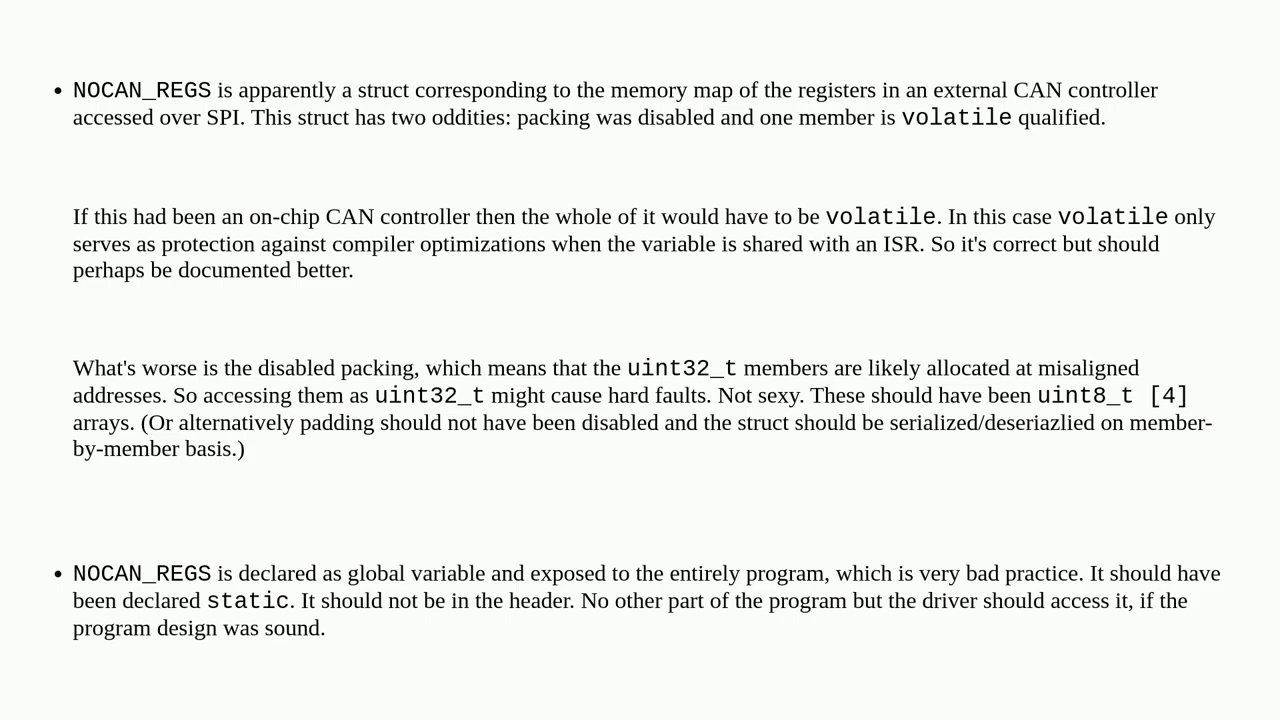 • NOCAN_REGS is apparently a struct corresponding to the memory map of the registers in an external CAN controller
accessed over SPI. This struct has two oddities: packing was disabled and one member is volatile qualified.
If this had been an on-chip CAN controller then the whole of it would have to be volatile. In this case volatile only
serves as protection against compiler optimizations when the variable is shared with an ISR. So it's correct but should
perhaps be documented better.
What's worse is the disabled packing, which means that the uint32_t members are likely allocated at misaligned
addresses. So accessing them as uint32_t might cause hard faults. Not sexy. These should have been uint8_t [4]
arrays. (Or alternatively padding should not have been disabled and the struct should be serialized/deseriazlied on member-
by-member basis.)
• NOCAN_REGS is declared as global variable and exposed to the entirely program, which is very bad practice. It should have
been declared static. It should not be in the header. No other part of the program but the driver should access it, if the
program design was sound.